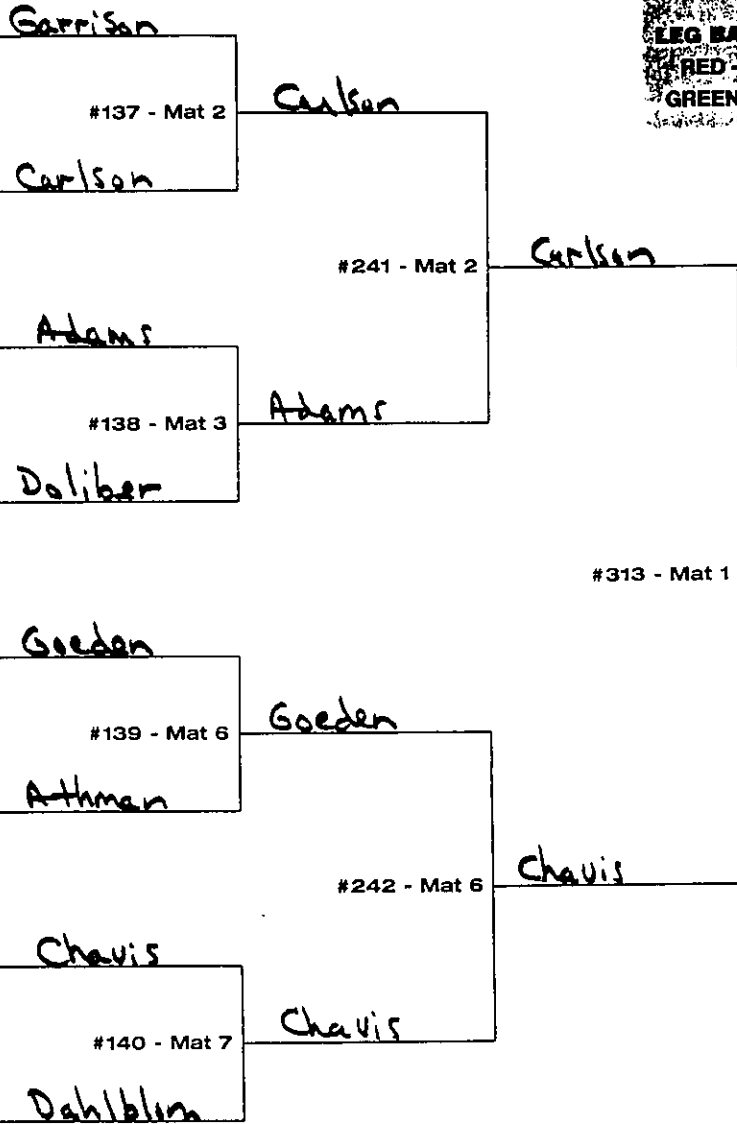 Garrison
LEG BA
RED -
GREEN
#137 - Mat 2
Carlson
Carlson
#241 - Mat 2
Carlson
Adams
#138 - Mat 3
Adams
Doliber
#313 - Mat 1
Goeden
#139 - Mat 6
Goeden
Athman
#242 - Mat 6
Chavis
Chavis
#140 - Mat 7
Chavis
Dahlblom